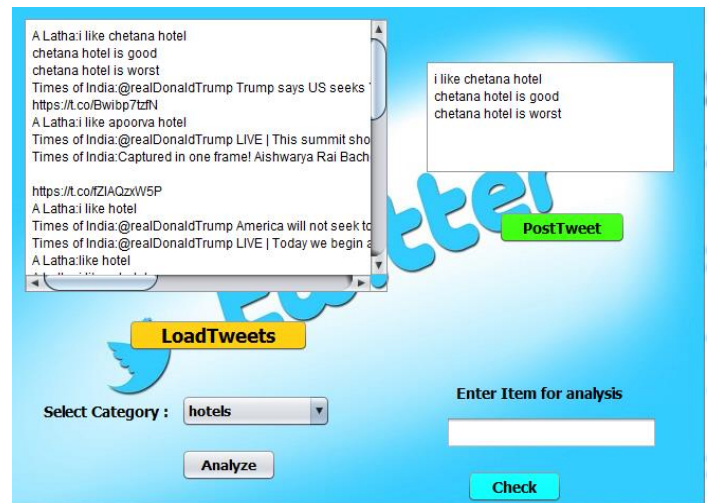 A Latha:i like chetana hotel
chetana hotel is good
chetana hotel is worst
Times of India:@realDonaldTrump Trump says US seeks
https://t.co/Bwibp7tzfN
A Latha:i like apoorva hotel
Times of India:@realDonaldTrump LIVE | This summit sho
Times of India:Captured in one frame! Aishwarya Rai Bach
https://t.co/fZIAQzxW5P
A Latha:i like hotel
Times of India:@realDonaldTrump America will not seek to
Times of India:@realDonaldTrump LIVE | Today we begin a
A Latha:like hotel
i like chetana hotel
chetana hotel is good
chetana hotel is worst
PostTweet
LoadTweets
Select Category :
hotels
Analyze
Enter Item for analysis
Check